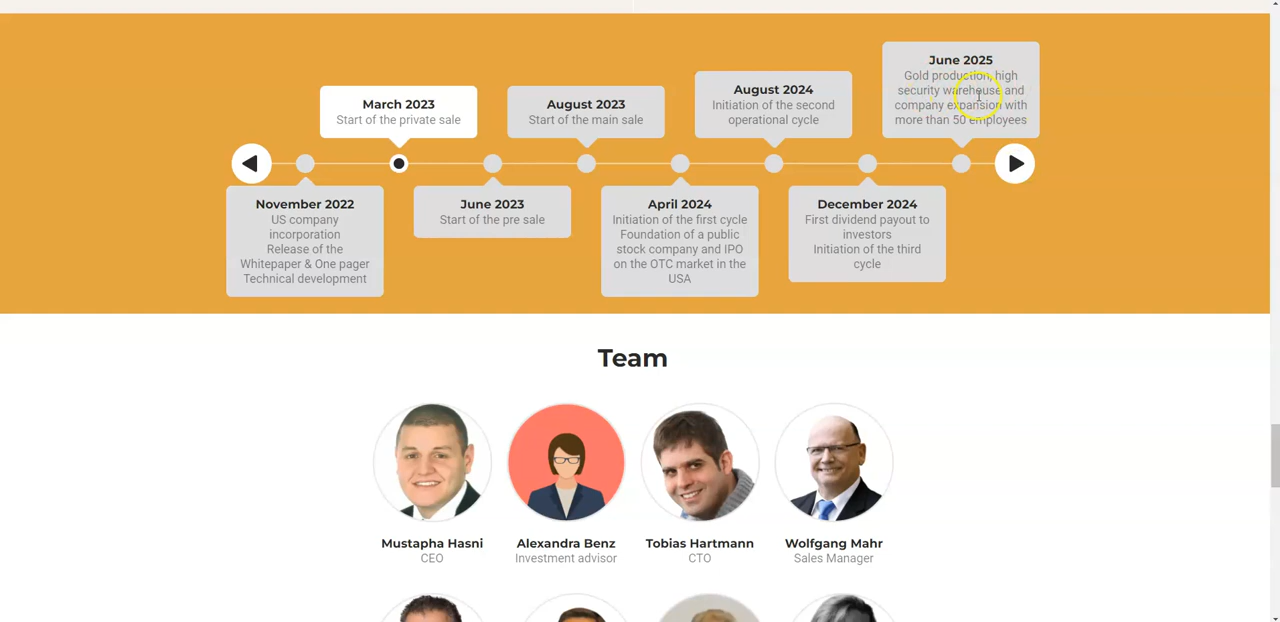 June 2025
Gold production, high
security warehouse and
company expansion with
more than 50 employees
August 2024
Initiation of the second
operational cycle
March 2023
Start of the private sale
August 2023
Start of the main sale
November 2022
US company
incorporation
Release of the
Whitepaper & One pager
Technical development
June 2023
Start of the pre sale
April 2024
Initiation of the first cycle
Foundation of a public
stock company and IPO
on the OTC market in the
USA
December 2024
First dividend payout to
investors
Initiation of the third
cycle
Team
Mustapha Hasni
CEO
Alexandra Benz
Investment advisor
Tobias Hartmann
CTO
Wolfgang Mahr
Sales Manager